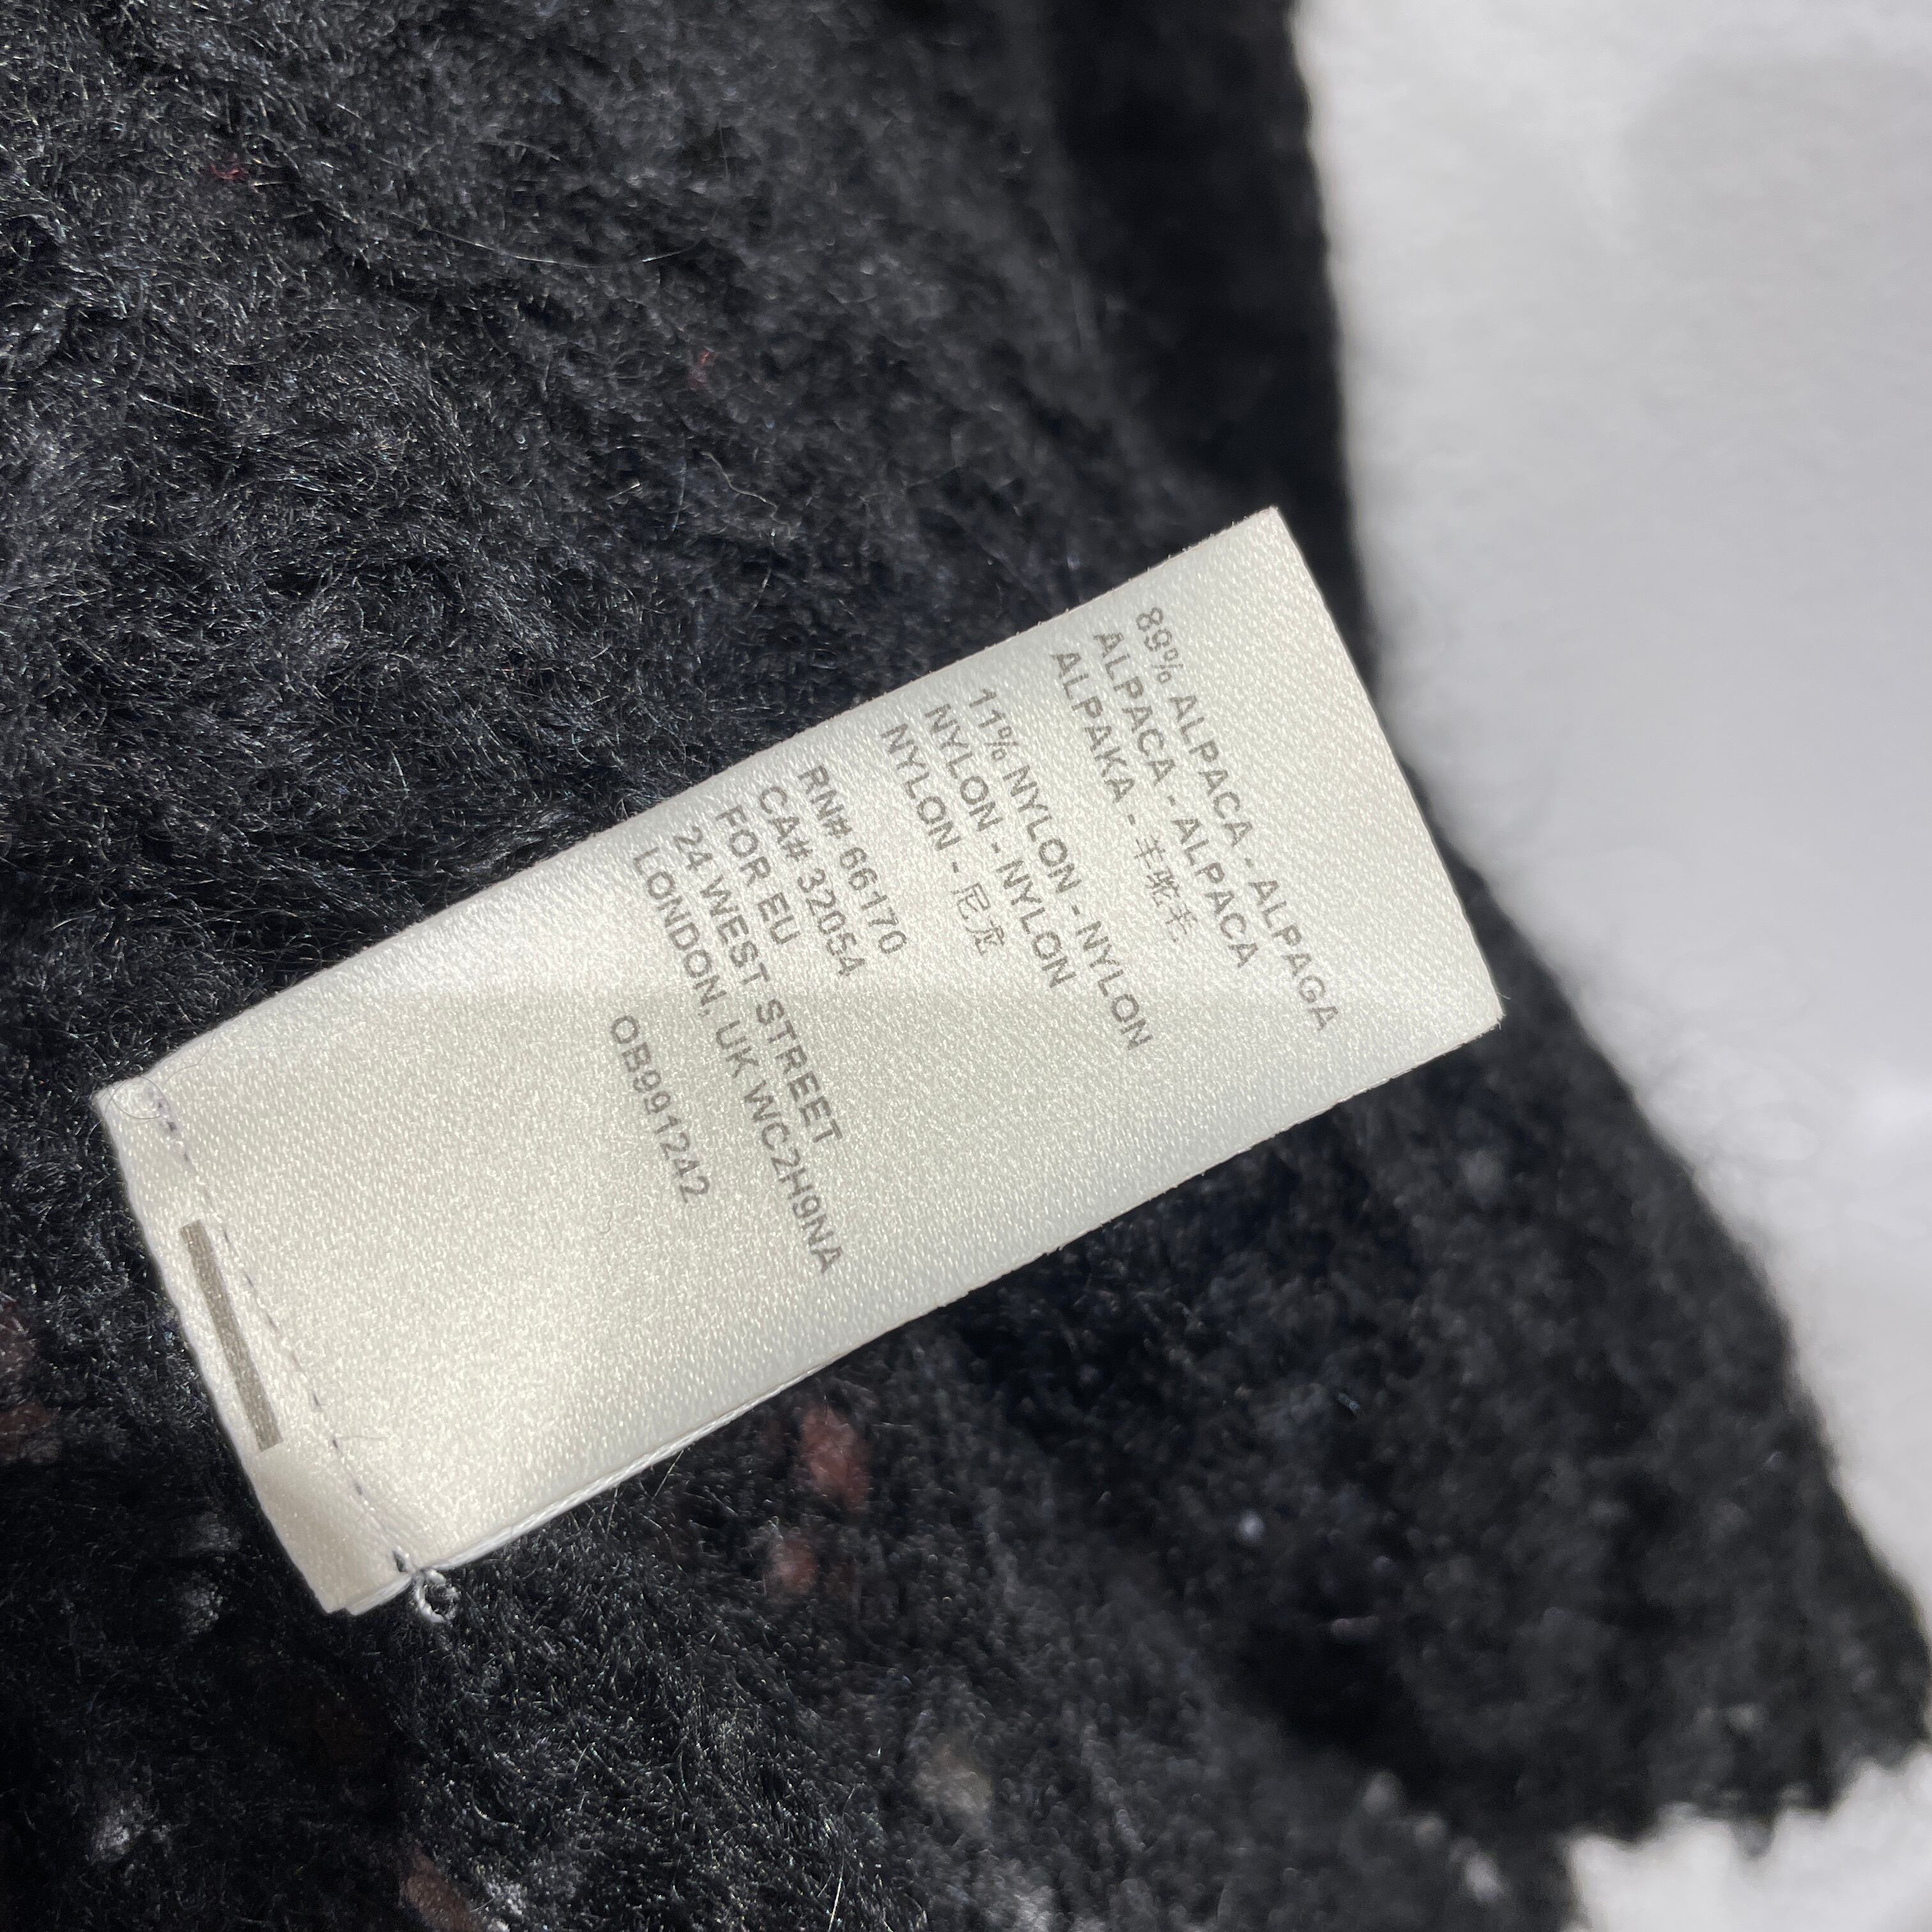 89% ALPACA - ALPAGA
ALPACA - ALPACA
ALPAKA - 羊驼毛
11% NYLON - NYLON
NYLON - NYLON
NYLON - 尼龙
RN# 66170
CA# 32054
FOR EU
24 WEST STREET
LONDON, UK WC2H9NA
OB991242